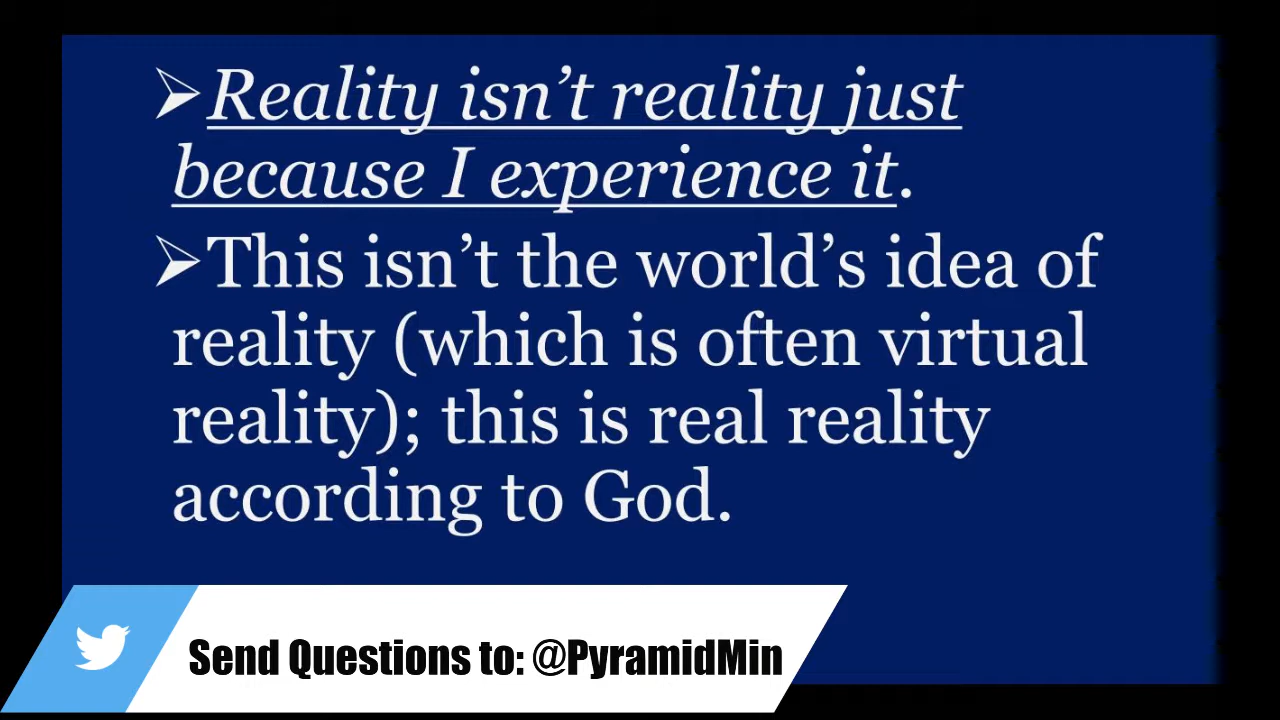 ➢Reality isn’t reality just
because I experience it.
➢This isn’t the world’s idea of
reality (which is often virtual
reality); this is real reality
according to God.
Send Questions to: @PyramidMin